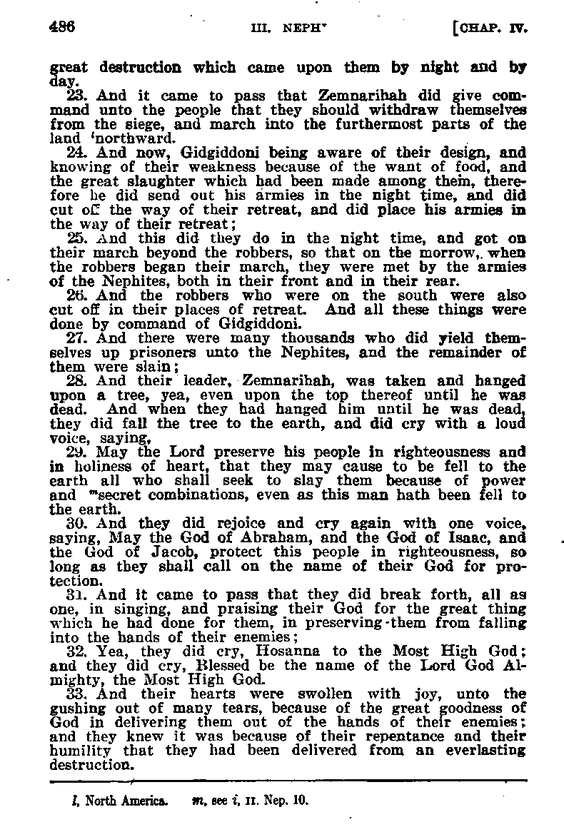 486 III. NEPH [CHAP. IV.
great destruction which came upon them by night and by
day.
23. And it came to pass that Zemnarihah did give com-
mand unto the people that they should withdraw themselves
from the siege, and march into the furthermost parts of the
land ˡnorthward.
24. And now, Gidgiddoni being aware of their design, and
knowing of their weakness because of the want of food, and
the great slaughter which had been made among them, there-
fore he did send out his armies in the night time, and did
cut off the way of their retreat, and did place his armies in
the way of their retreat;
25. And this did they do in the night time, and got on
their march beyond the robbers, so that on the morrow, when
the robbers began their march, they were met by the armies
of the Nephites, both in their front and in their rear.
26. And the robbers who were on the south were also
cut off in their places of retreat. And all these things were
done by command of Gidgiddoni.
27. And there were many thousands who did yield them-
selves up prisoners unto the Nephites, and the remainder of
them were slain;
28. And their leader, Zemnarihah, was taken and hanged
upon a tree, yea, even upon the top thereof until he was
dead. And when they had hanged him until he was dead,
they did fall the tree to the earth, and did cry with a loud
voice, saying,
29. May the Lord preserve his people in righteousness and
in holiness of heart, that they may cause to be fell to the
earth all who shall seek to slay them because of power
and ᵐsecret combinations, even as this man hath been fell to
the earth.
30. And they did rejoice and cry again with one voice,
saying, May the God of Abraham, and the God of Isaac, and
the God of Jacob, protect this people in righteousness, so
long as they shall call on the name of their God for pro-
tection.
31. And it came to pass that they did break forth, all as
one, in singing, and praising their God for the great thing
which he had done for them, in preserving them from falling
into the hands of their enemies;
32. Yea, they did cry, Hosanna to the Most High God;
and they did cry, Blessed be the name of the Lord God Al-
mighty, the Most High God.
33. And their hearts were swollen with joy, unto the
gushing out of many tears, because of the great goodness of
God in delivering them out of the hands of their enemies;
and they knew it was because of their repentance and their
humility that they had been delivered from an everlasting
destruction.
l, North America. m, see i, II. Nep. 10.